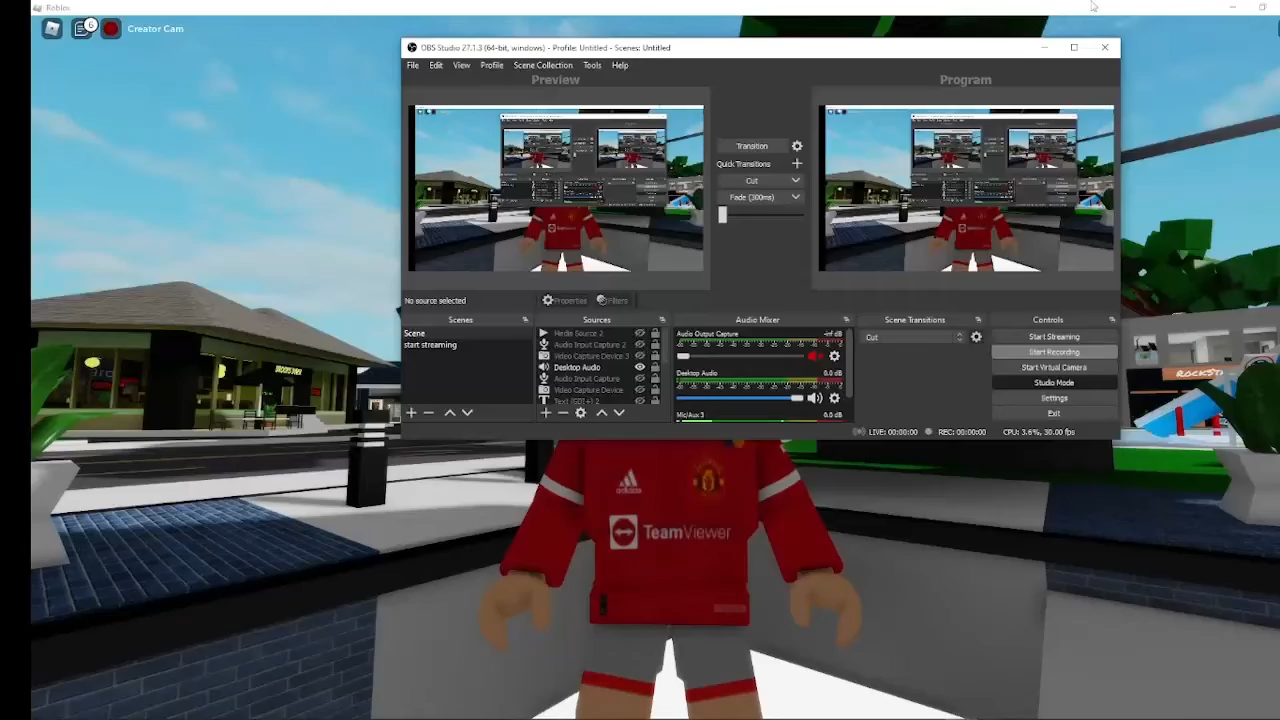 Roblox
6
Creator Cam
OBS Studio 27.1.3 (64-bit, windows) - Profile: Untitled - Scenes: Untitled
File Edit View Profile Scene Collection Tools Help
Preview
Program
Transition
Quick Transitions
Cut
Fade (300ms)
No source selected
Properties
Filters
Scenes
Sources
Audio Mixer
Scene Transitions
Controls
Scene
start streaming
Media Source 2
Audio Input Capture 2
Video Capture Device 3
Desktop Audio
Audio Input Capture
Video Capture Device
Text (GDI+) 2
Audio Output Capture
-inf dB
Desktop Audio
0.0 dB
Mic/Aux 3
0.0 dB
Cut
Start Streaming
Start Recording
Start Virtual Camera
Studio Mode
Settings
Exit
LIVE: 00:00:00
REC: 00:00:00
CPU: 3.6%, 30.00 fps
adidas
TeamViewer